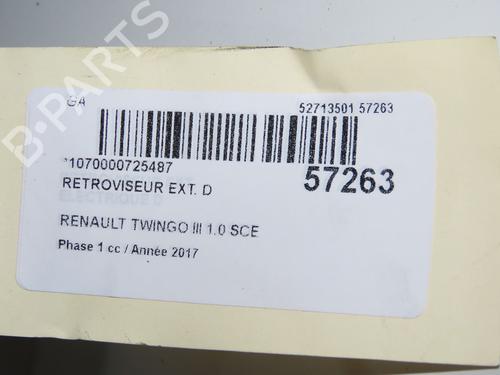 GA
52713501 57263
*1070000725487
57263
RETROVISEUR EXT. D
ELECTRIQUE D
RENAULT TWINGO III 1.0 SCE
Phase 1 cc / Année 2017
B-PARTS